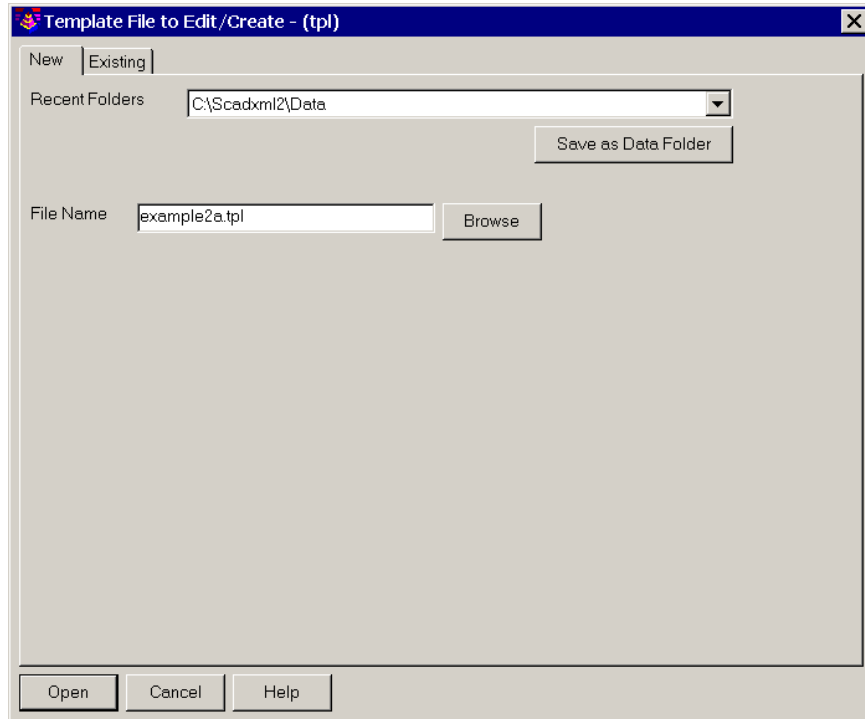 Template File to Edit/Create - (tpl)
New Existing
Recent Folders C:\Scadxml2\Data
Save as Data Folder
File Name example2a.tpl Browse
Open Cancel Help